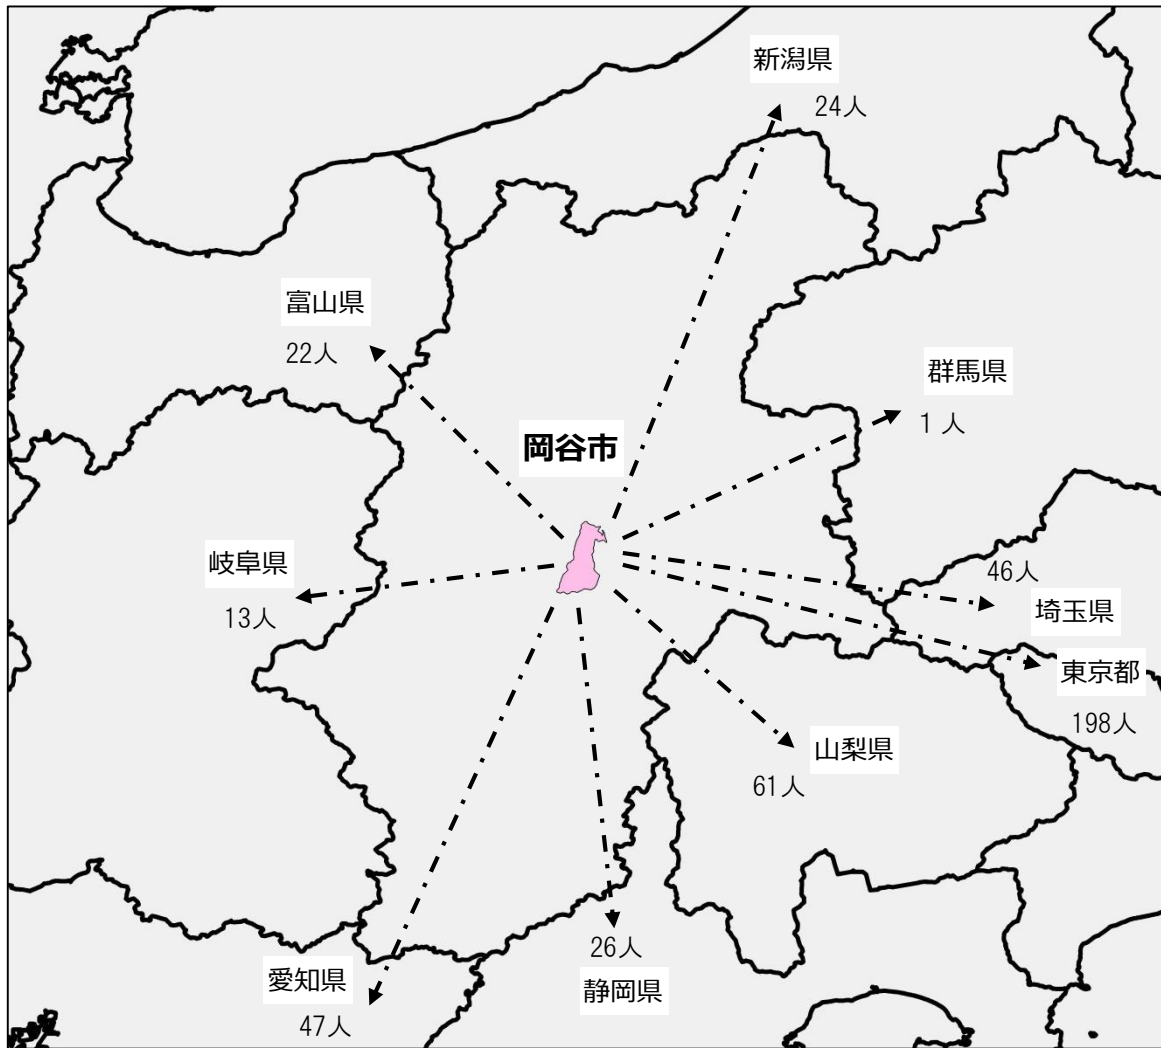 新潟県
24人
富山県
22人
群馬県
1 人
岡谷市
岐阜県
13人
46人
埼玉県
東京都
198人
山梨県
61人
26人
静岡県
愛知県
47人